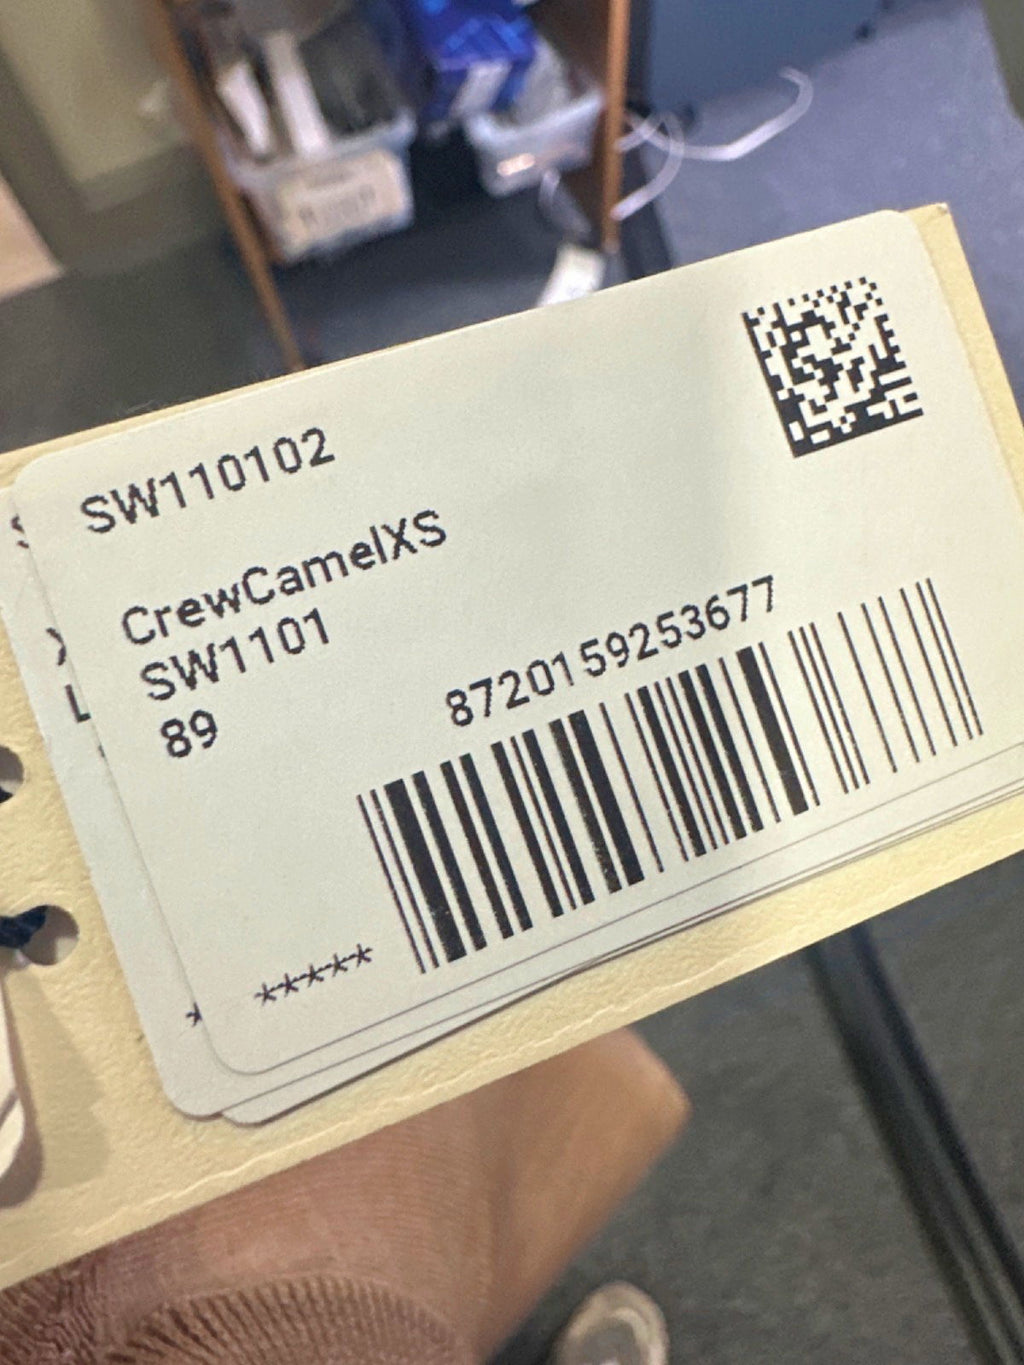 SW110102
CrewCamelXS
SW1101
89
8720159253677
*****